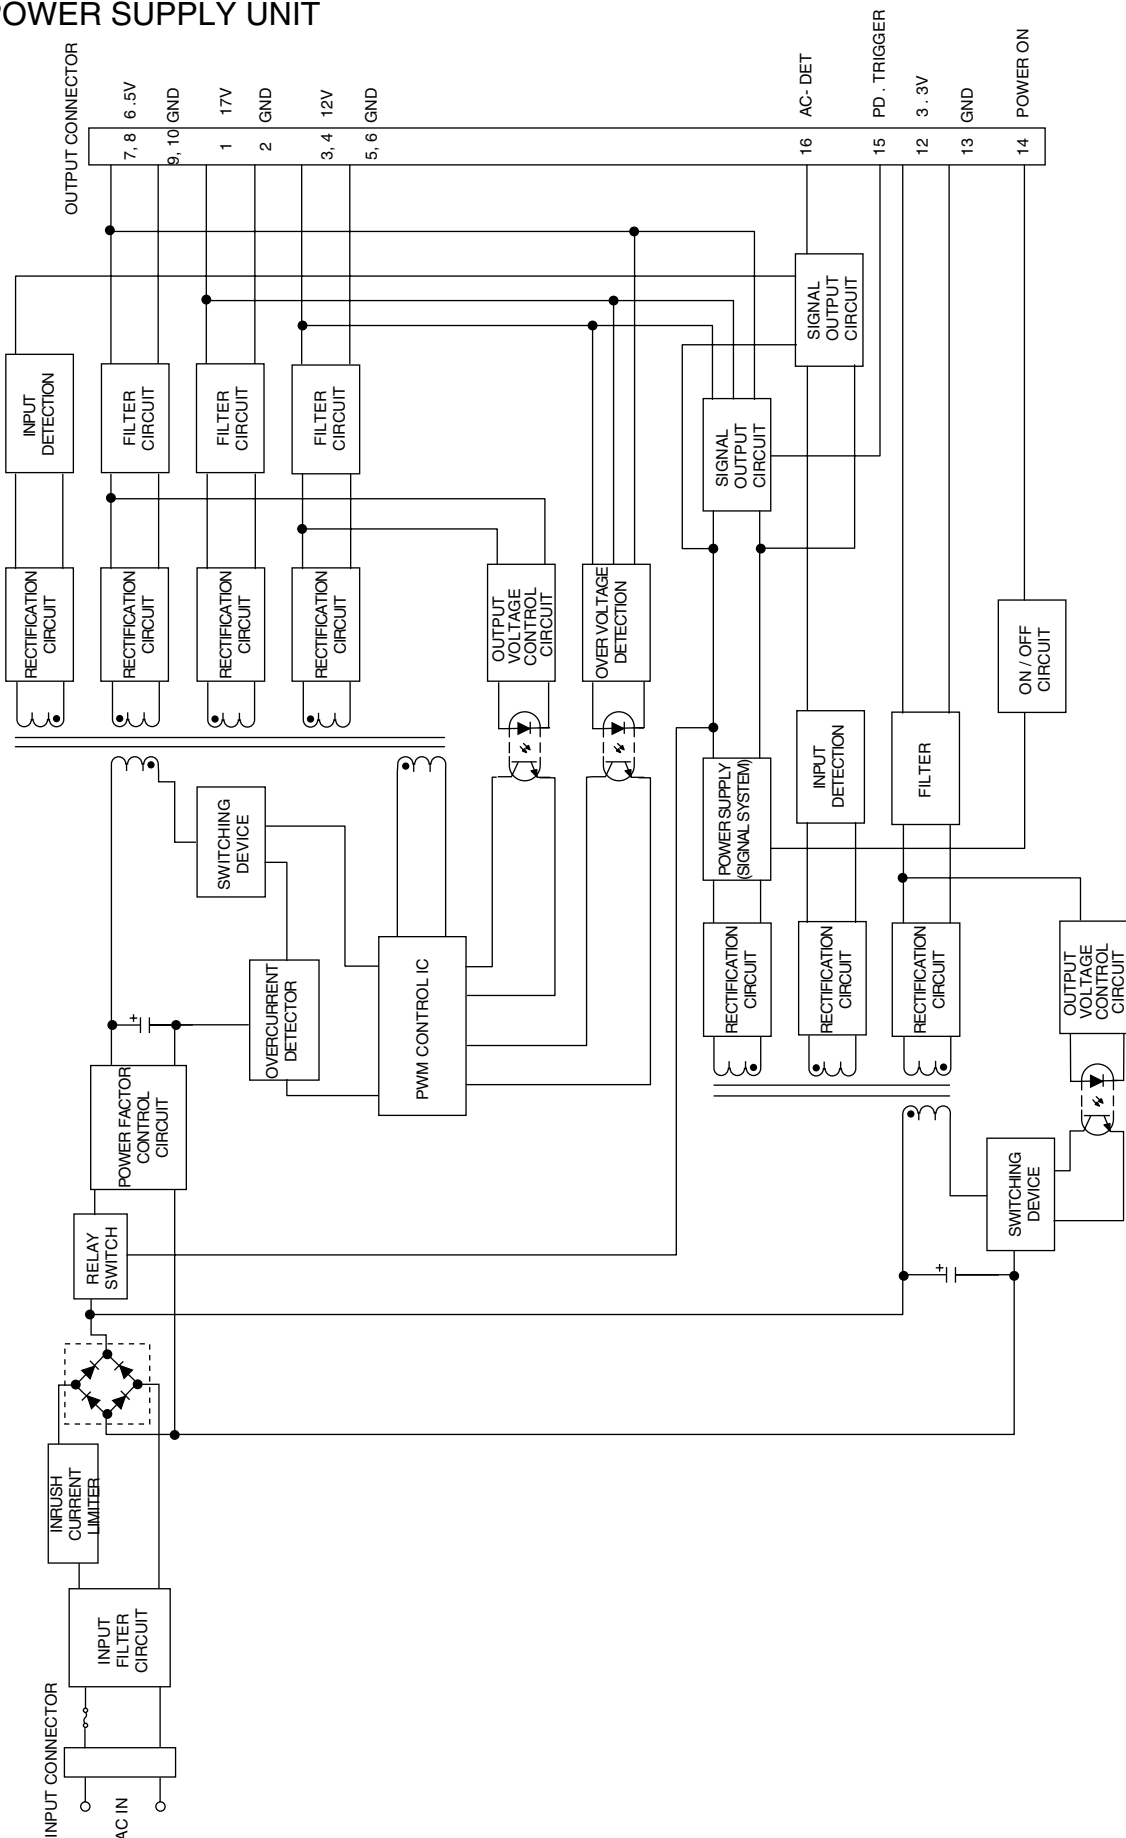 POWER SUPPLY UNIT
OUTPUT CONNECTOR
7, 8 6 .5V
9, 10 GND
1 17V
2 GND
3, 4 12V
5, 6 GND
16 AC- DET
15 PD . TRIGGER
12 3 . 3V
13 GND
14 POWER ON
SIGNAL
OUTPUT
CIRCUIT
INPUT
DETECTION
FILTER
CIRCUIT
FILTER
CIRCUIT
FILTER
CIRCUIT
SIGNAL
OUTPUT
CIRCUIT
RECTIFICATION
CIRCUIT
RECTIFICATION
CIRCUIT
RECTIFICATION
CIRCUIT
RECTIFICATION
CIRCUIT
OUTPUT
VOLTAGE
CONTROL
CIRCUIT
OVER VOLTAGE
DETECTION
ON / OFF
CIRCUIT
SWITCHING
DEVICE
POWER SUPPLY
(SIGNAL SYSTEM)
INPUT
DETECTION
FILTER
OVERCURRENT
DETECTOR
PWM CONTROL IC
RECTIFICATION
CIRCUIT
RECTIFICATION
CIRCUIT
RECTIFICATION
CIRCUIT
OUTPUT
VOLTAGE
CONTROL
CIRCUIT
+
POWER FACTOR
CONTROL
CIRCUIT
SWITCHING
DEVICE
RELAY
SWITCH
+
INRUSH
CURRENT
LIMITER
INPUT
FILTER
CIRCUIT
INPUT CONNECTOR
AC IN